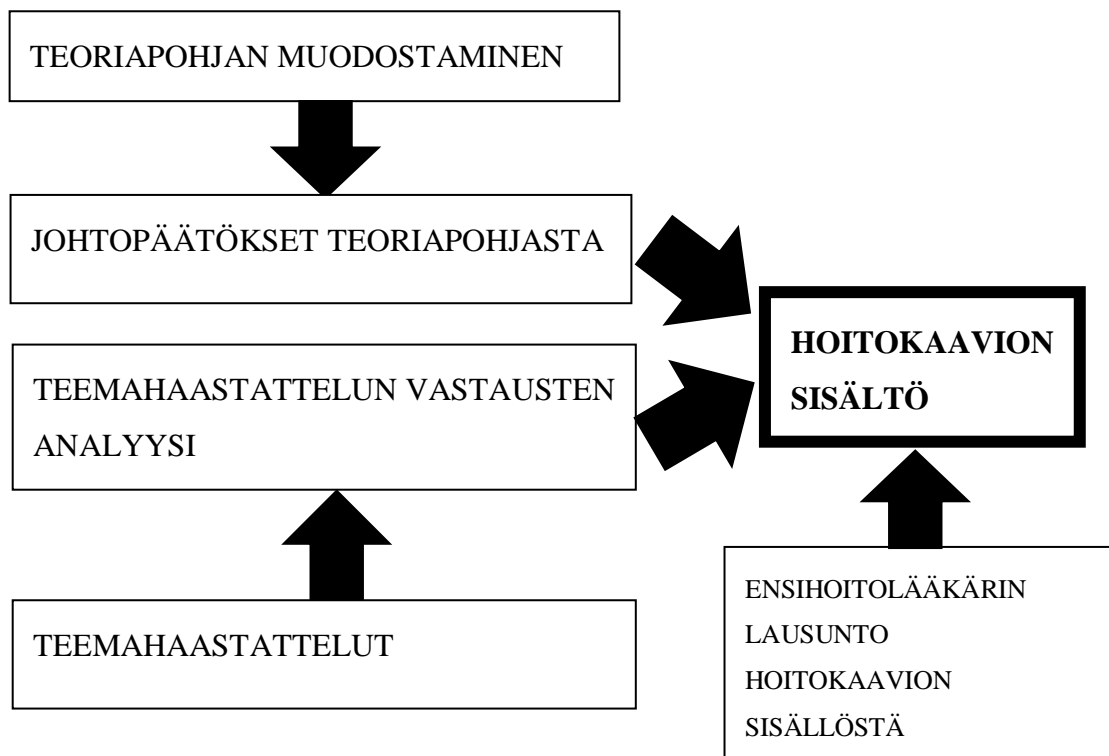 TEORIAPOHJAN MUODOSTAMINEN
JOHTOPÄÄTÖKSET TEORIAPOHJASTA
TEEMAHAASTATTELUN VASTAUSTEN
ANALYYSI
TEEMAHAASTATTELUT
HOITOKAAVION
SISÄLTÖ
ENSIHOITOLÄÄKÄRIN
LAUSUNTO
HOITOKAAVION
SISÄLLÖSTÄ